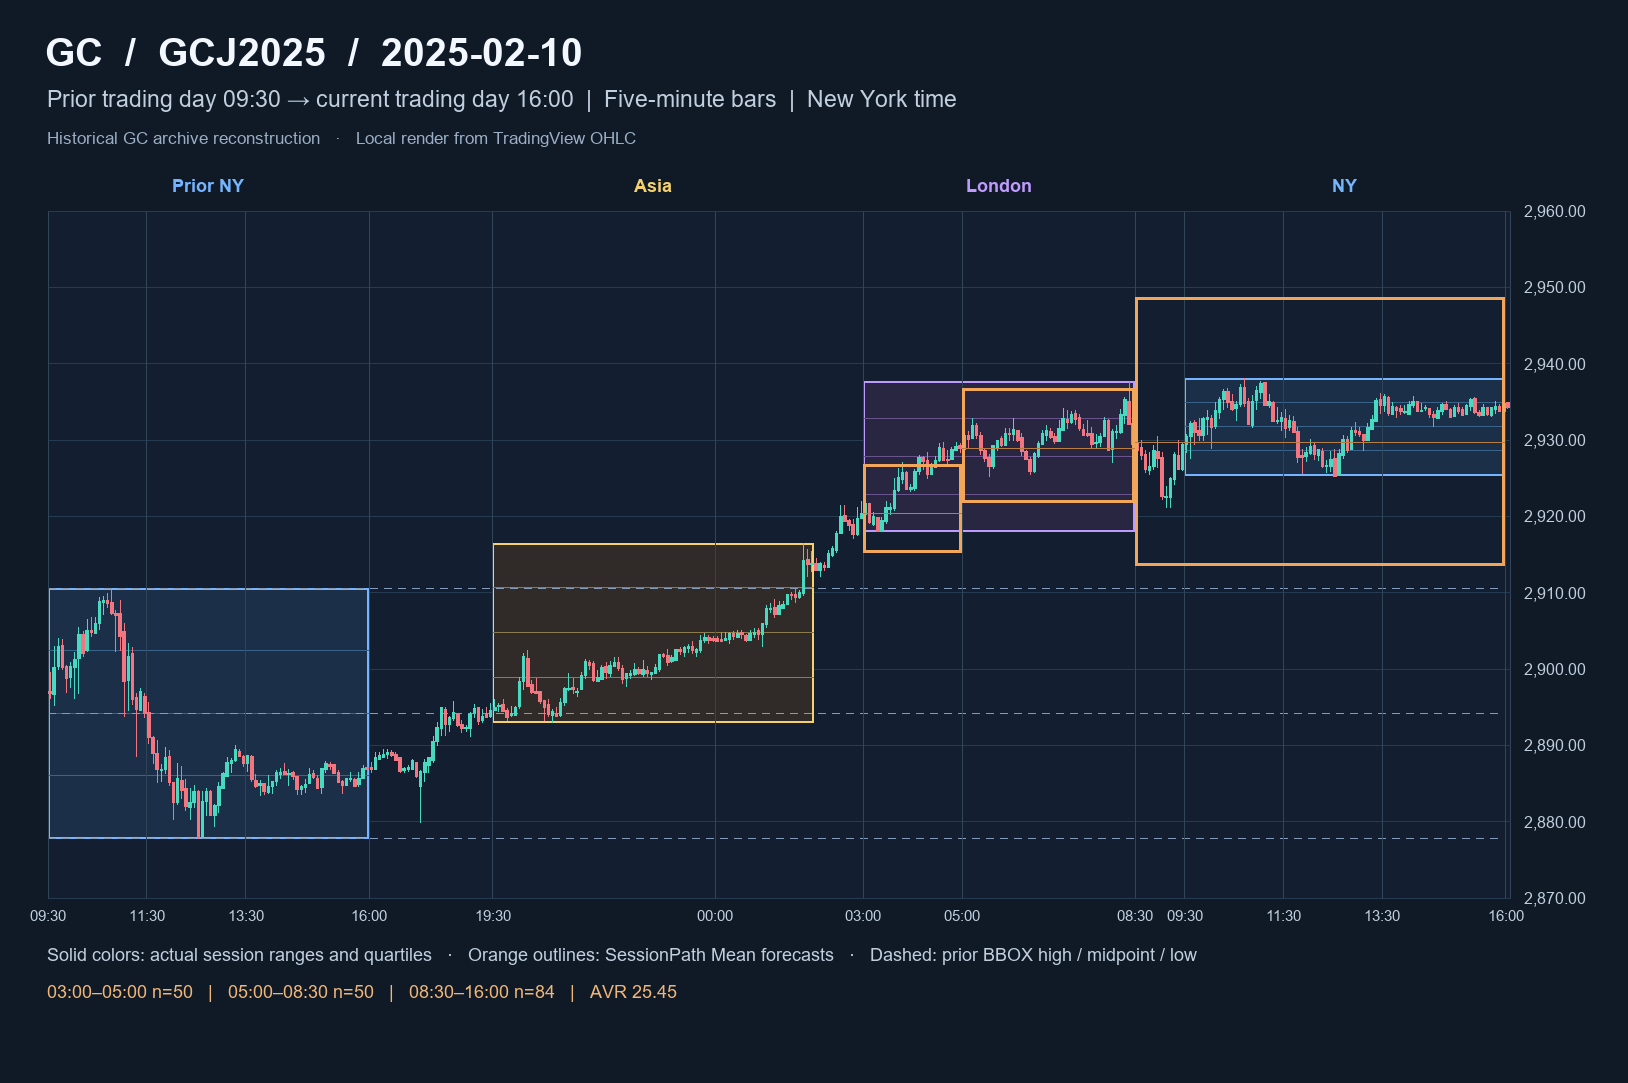 GC / GCJ2025 / 2025-02-10
Prior trading day 09:30 → current trading day 16:00 | Five-minute bars | New York time
Historical GC archive reconstruction · Local render from TradingView OHLC
Prior NY Asia London NY
2,960.00
2,950.00
2,940.00
2,930.00
2,920.00
2,910.00
2,900.00
2,890.00
2,880.00
2,870.00
09:30 11:30 13:30 16:00 19:30 00:00 03:00 05:00 08:30 09:30 11:30 13:30 16:00
Solid colors: actual session ranges and quartiles · Orange outlines: SessionPath Mean forecasts · Dashed: prior BBOX high / midpoint / low
03:00–05:00 n=50 | 05:00–08:30 n=50 | 08:30–16:00 n=84 | AVR 25.45